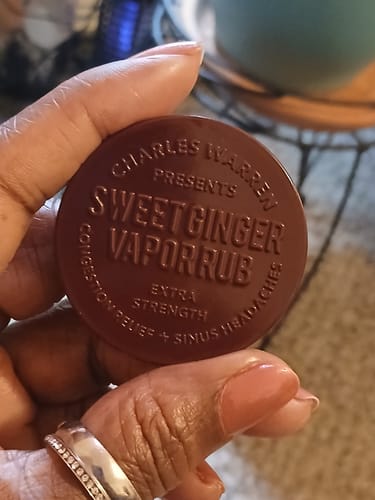 CHARLES WARREN
PRESENTS
SWEETGINGER
VAPORRUB
EXTRA
STRENGTH
CONGESTION RELIEF + SINUS HEADACHES